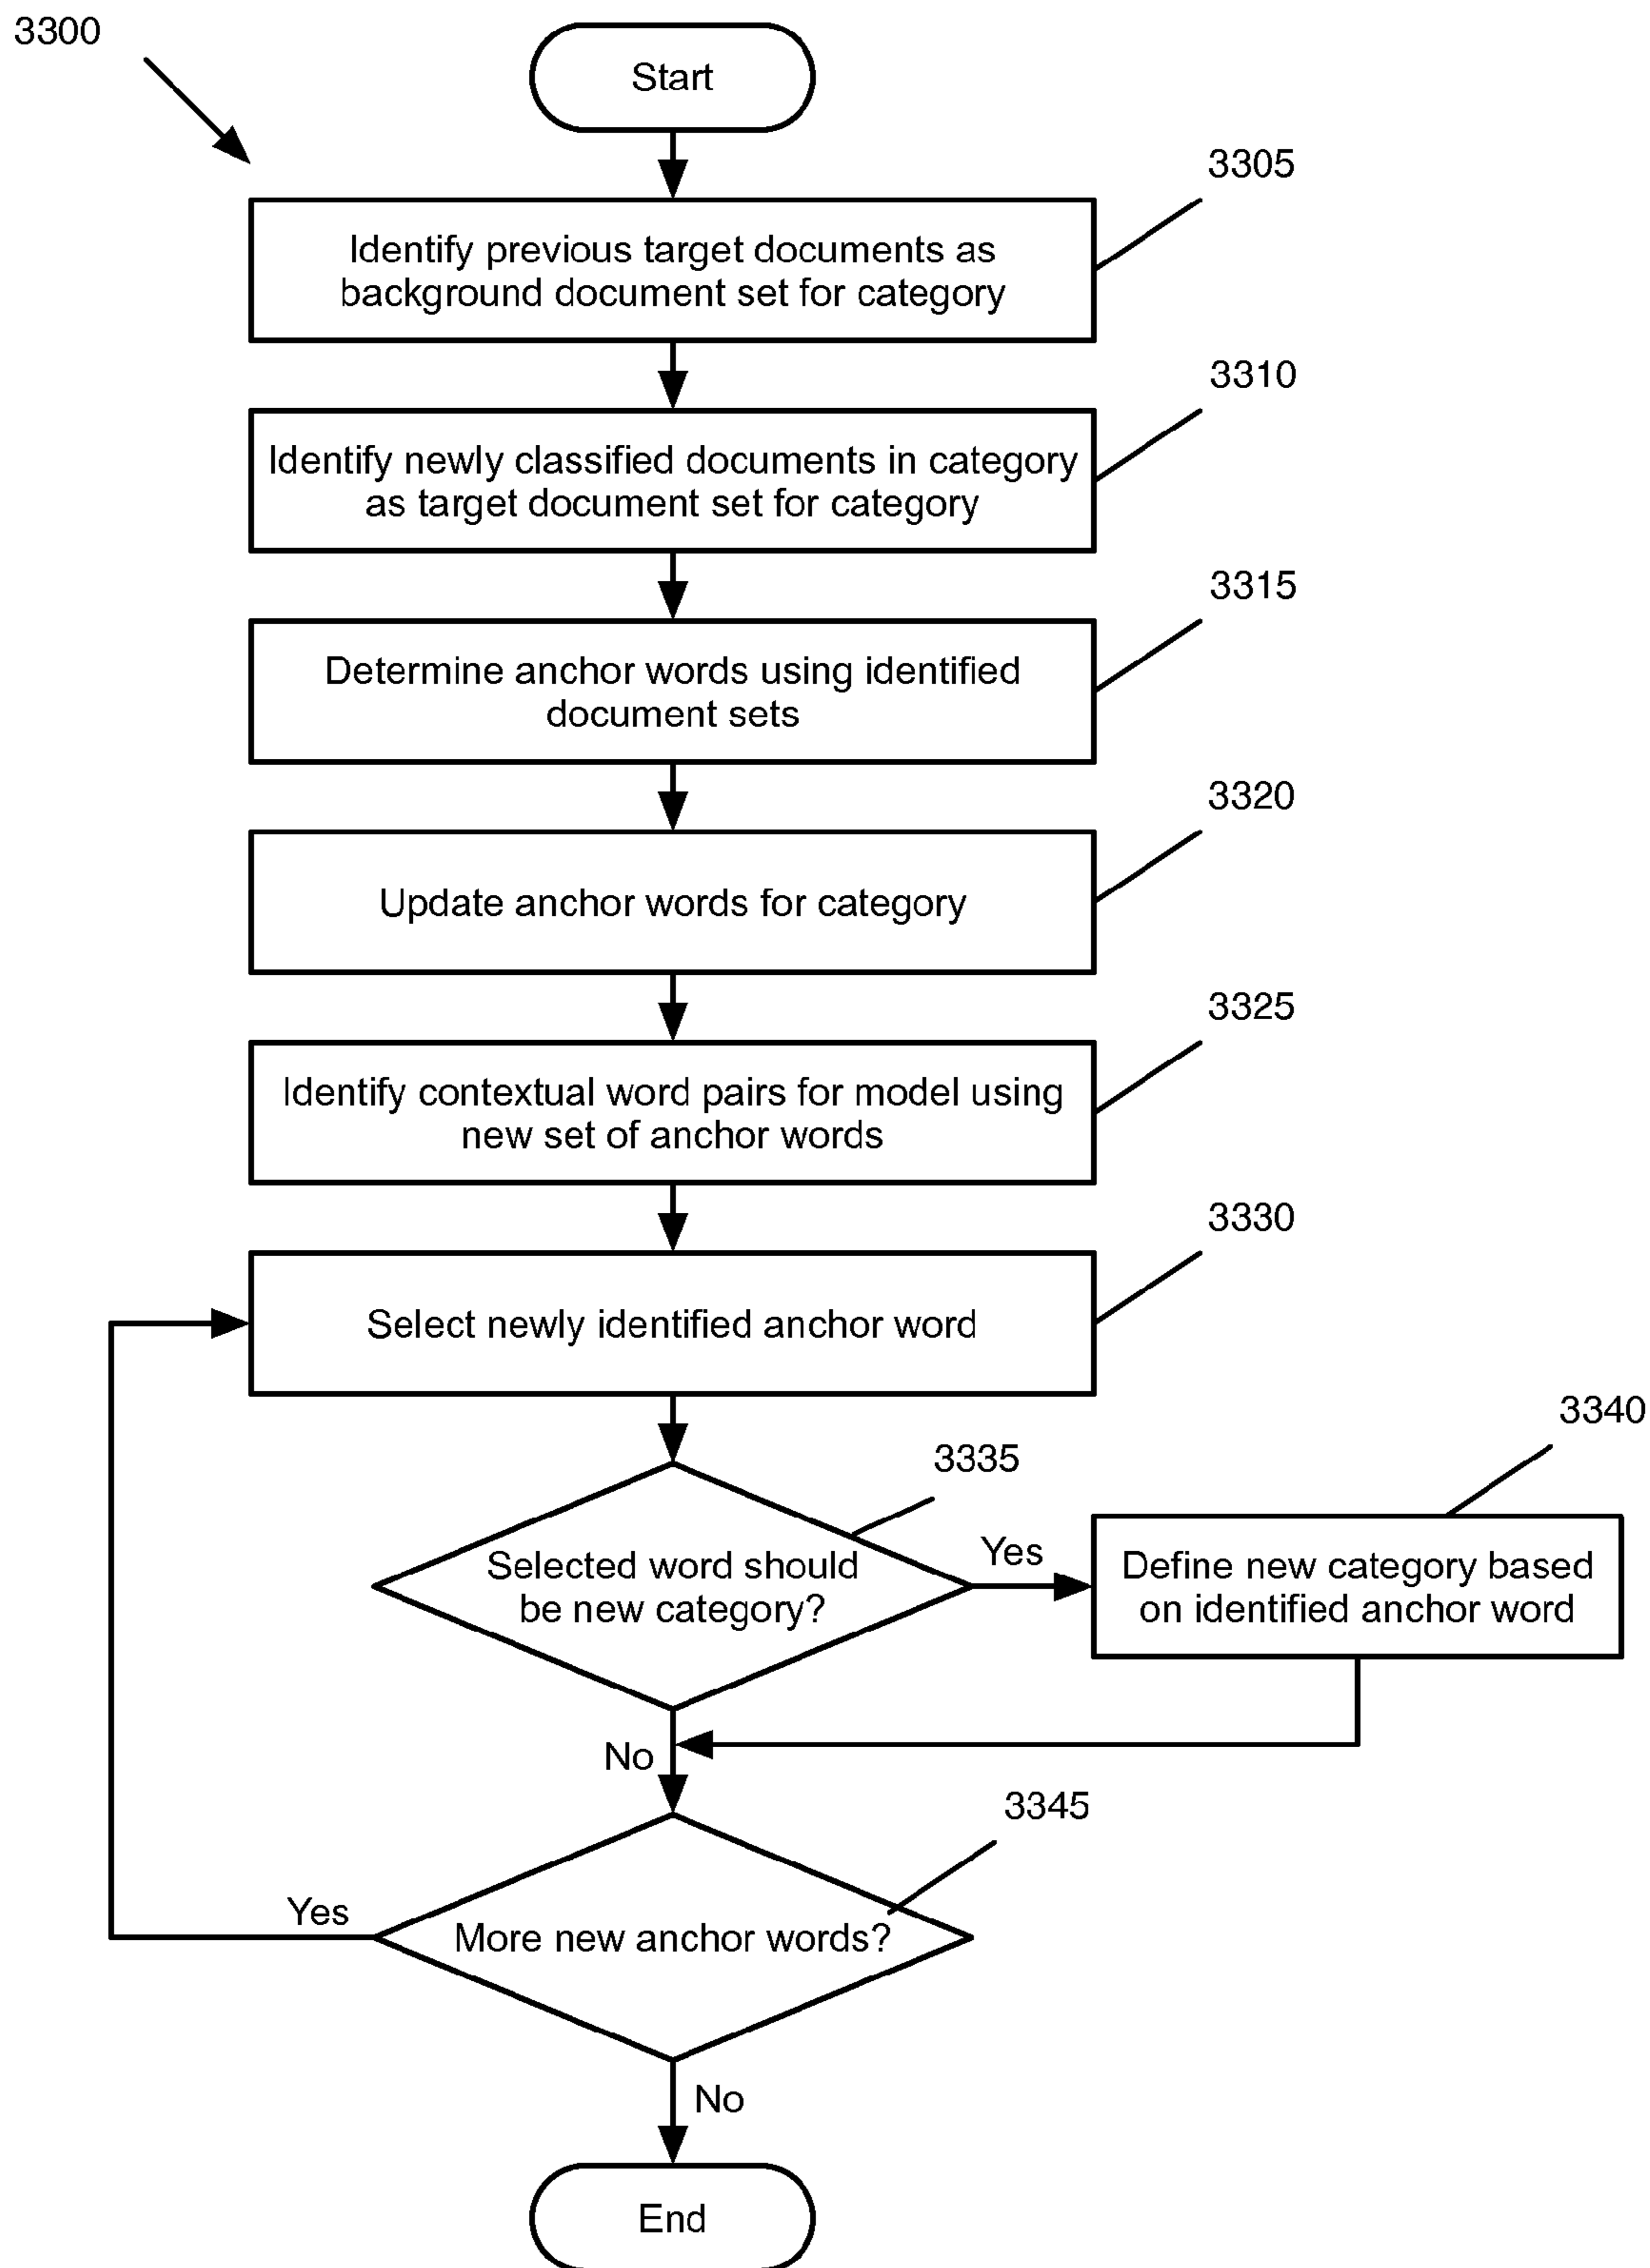 3300
Start
3305
Identify previous target documents as
background document set for category
3310
Identify newly classified documents in category
as target document set for category
3315
Determine anchor words using identified
document sets
3320
Update anchor words for category
3325
Identify contextual word pairs for model using
new set of anchor words
3330
Select newly identified anchor word
3335
3340
Selected word should
be new category?
Yes
Define new category based
on identified anchor word
No
3345
Yes
More new anchor words?
No
End